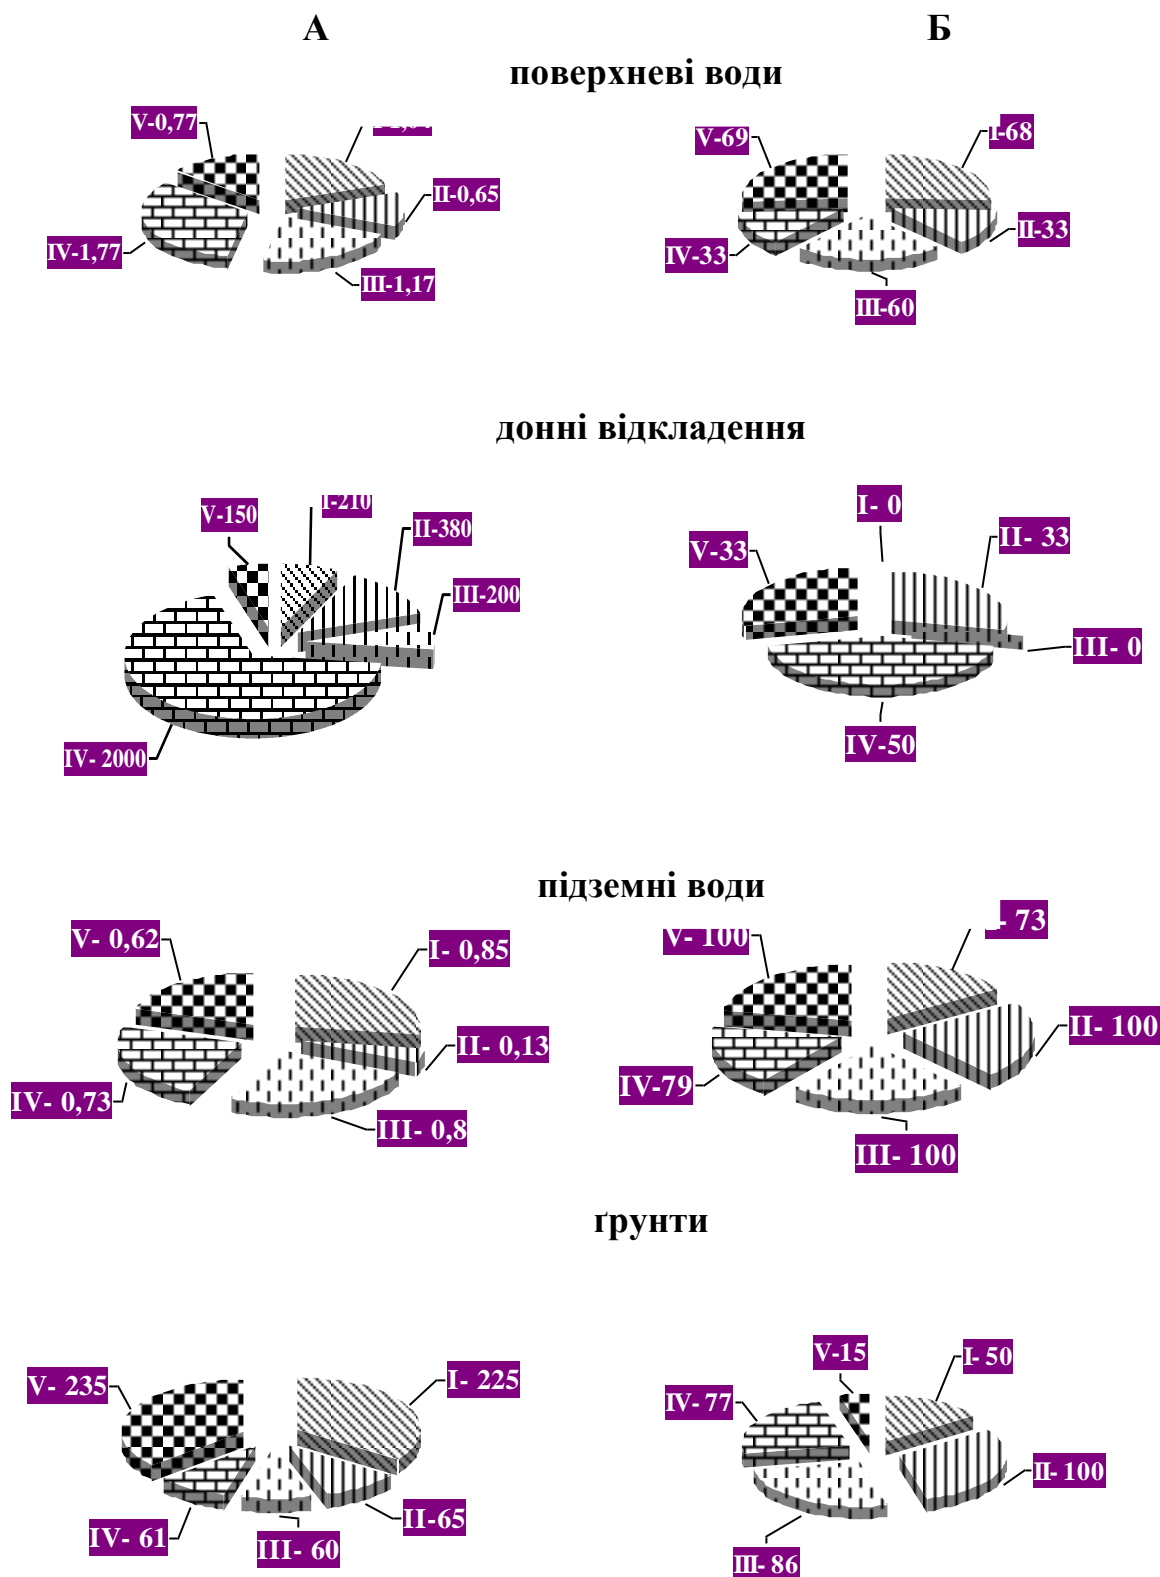 А Б
поверхневі води
V-0,77
II-0,65
IV-1,77
III-1,17
V-69
I-68
II-33
IV-33
III-60
донні відкладення
V-150
I-210
II-380
III-200
IV- 2000
I- 0
II- 33
V-33
III- 0
IV-50
підземні води
V- 0,62
I- 0,85
II- 0,13
IV- 0,73
III- 0,8
V- 100
- 73
II- 100
IV-79
III- 100
ґрунти
V- 235
I- 225
II-65
IV- 61
III- 60
V-15
I- 50
IV- 77
II- 100
III- 86